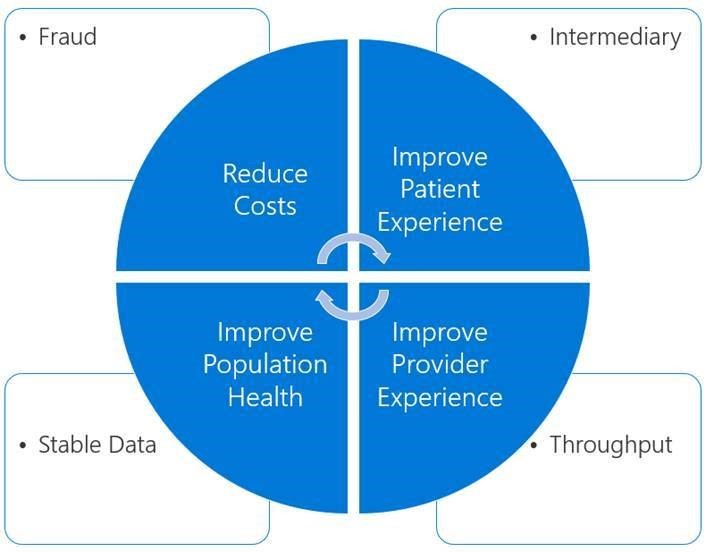 • Fraud
• Intermediary
Reduce
Costs
Improve
Patient
Experience
Improve
Population
Health
Improve
Provider
Experience
• Stable Data
• Throughput